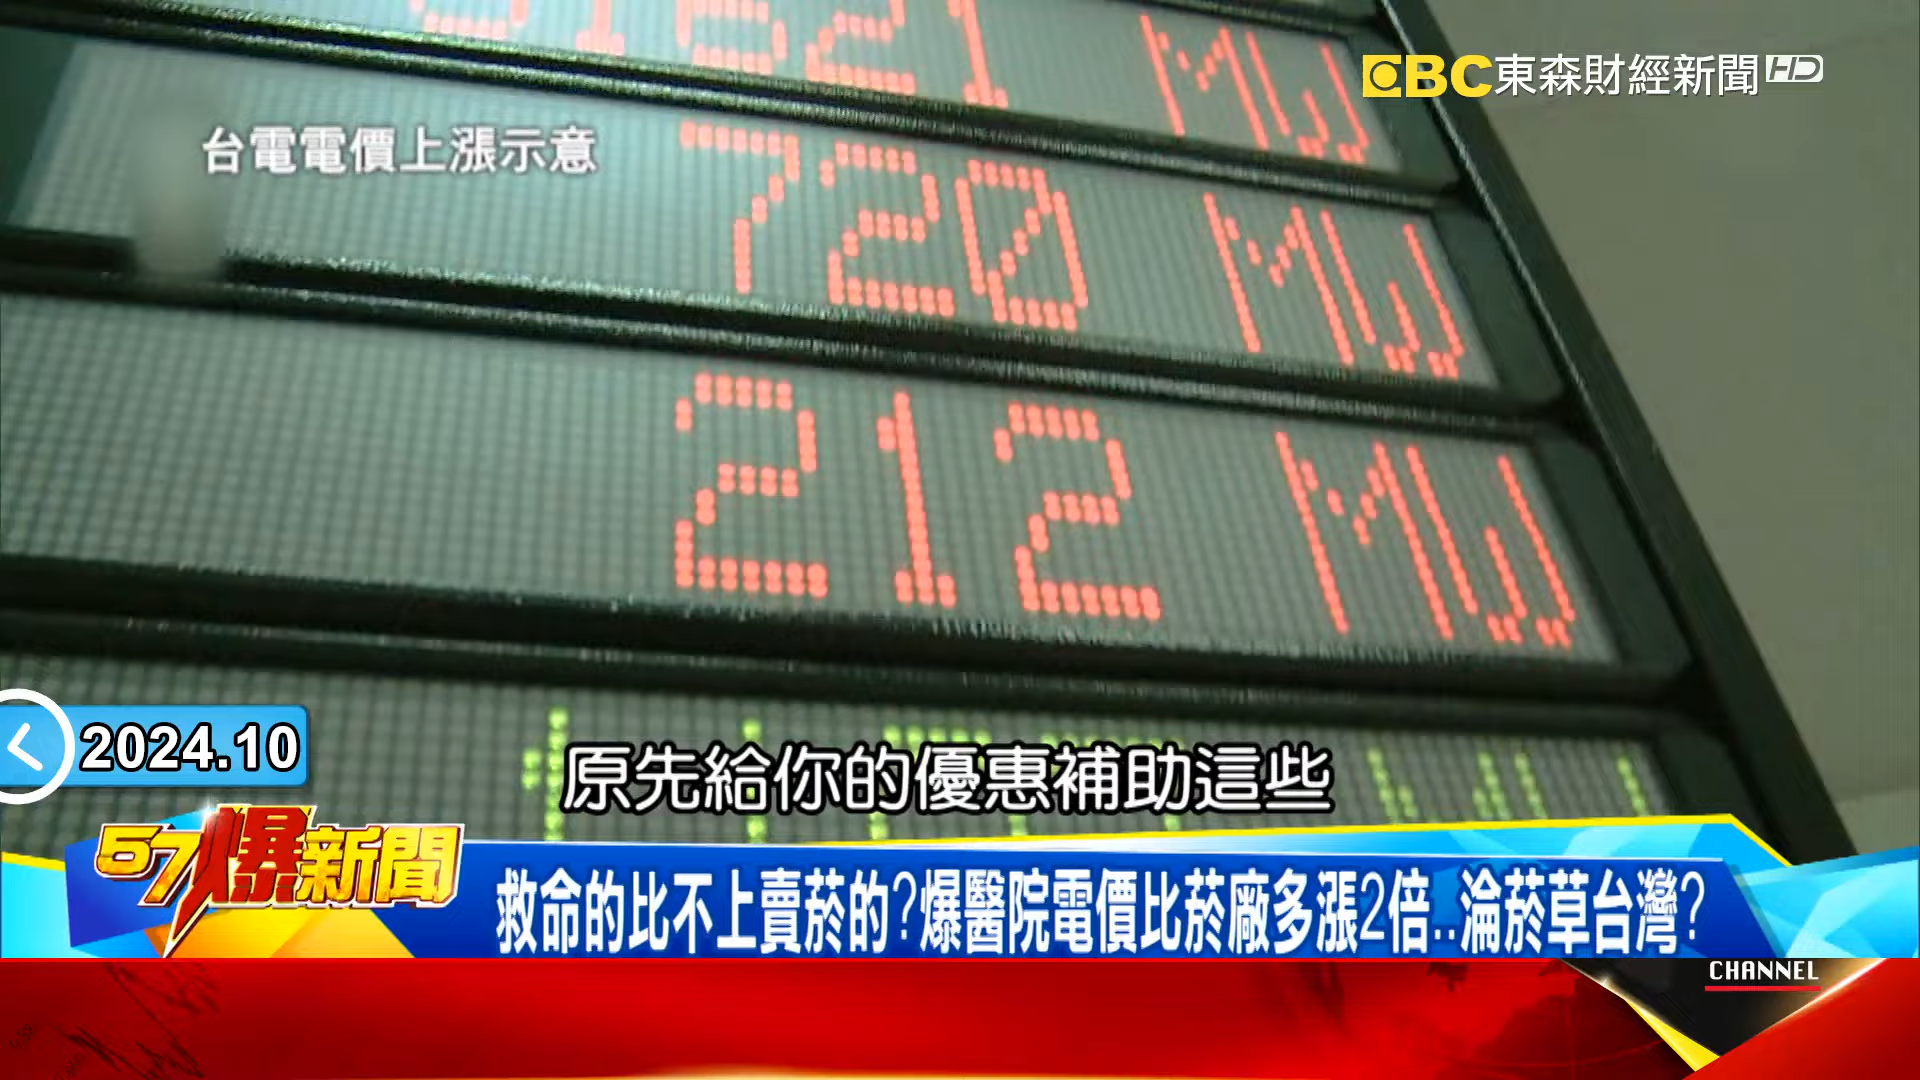 EBC東森財經新聞HD
台電電價上漲示意
720 MW
212 MW
2024.10
原先給你的優惠補助這些
57爆新聞
救命的比不上賣菸的?爆醫院電價比菸廠多漲2倍..淪菸草台灣?
CHANNEL